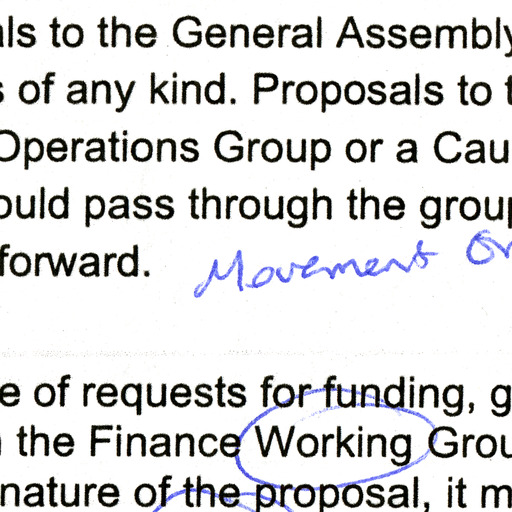 als to the General Assembly
s of any kind. Proposals to t
Operations Group or a Cau
ould pass through the group
forward. Movement Or
e of requests for funding, g
the Finance Working Grou
nature of the proposal, it m